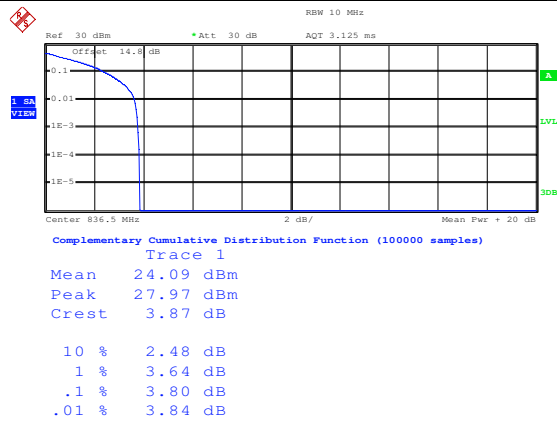 RBW 10 MHz
Ref 30 dBm *Att 30 dB AQT 3.125 ms
Offset 14.8 dB
0.1
A
0.01
1 SA
VIEW
1E-3
LVL
1E-4
1E-5
3DB
Center 836.5 MHz 2 dB/ Mean Pwr + 20 dB
Complementary Cumulative Distribution Function (100000 samples)
Trace 1
Mean 24.09 dBm
Peak 27.97 dBm
Crest 3.87 dB
10 % 2.48 dB
1 % 3.64 dB
.1 % 3.80 dB
.01 % 3.84 dB